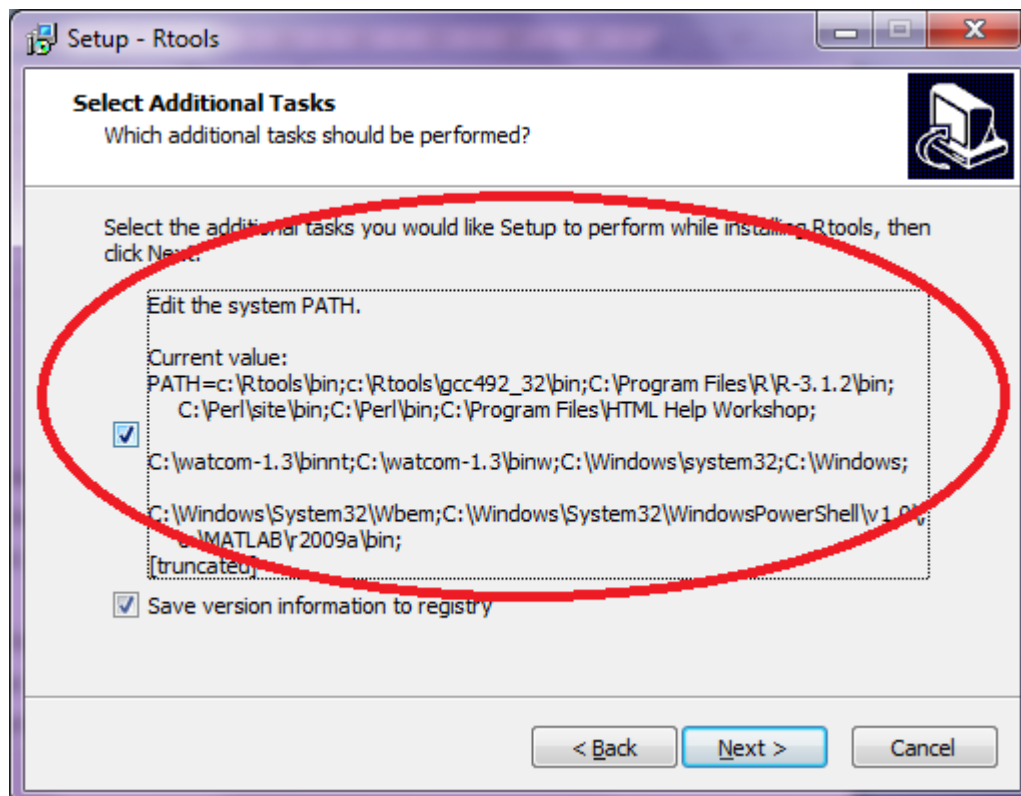 Setup - Rtools
Select Additional Tasks
Which additional tasks should be performed?
Select the additional tasks you would like Setup to perform while installing Rtools, then
click Next.
Edit the system PATH.
Current value:
PATH=c:\Rtools\bin;c:\Rtools\gcc492_32\bin;C:\Program Files\R\R-3.1.2\bin;
C:\Perl\site\bin;C:\Perl\bin;C:\Program Files\HTML Help Workshop;
C:\watcom-1.3\binnt;C:\watcom-1.3\binw;C:\Windows\system32;C:\Windows;
C:\Windows\System32\Wbem;C:\Windows\System32\WindowsPowerShell\v1.0\;
c:\MATLAB\r2009a\bin;
[truncated]
Save version information to registry
< Back
Next >
Cancel